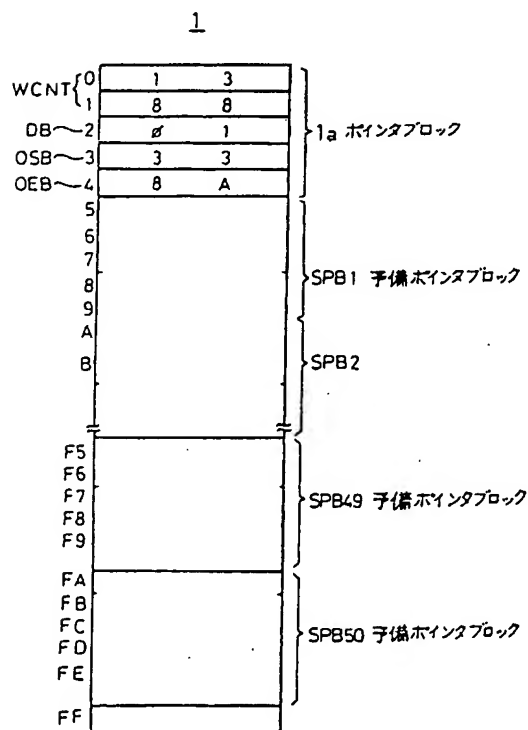 1
WCNT { 0 1 3
1 8 8
DB 2 ø 1
OSB 3 3 3
OEB 4 8 A
1a ポインタブロック
5
6
7
8
9
SPB1 予備ポインタブロック
A
B
SPB2
F5
F6
F7
F8
F9
SPB49 予備ポインタブロック
FA
FB
FC
FD
FE
SPB50 予備ポインタブロック
FF